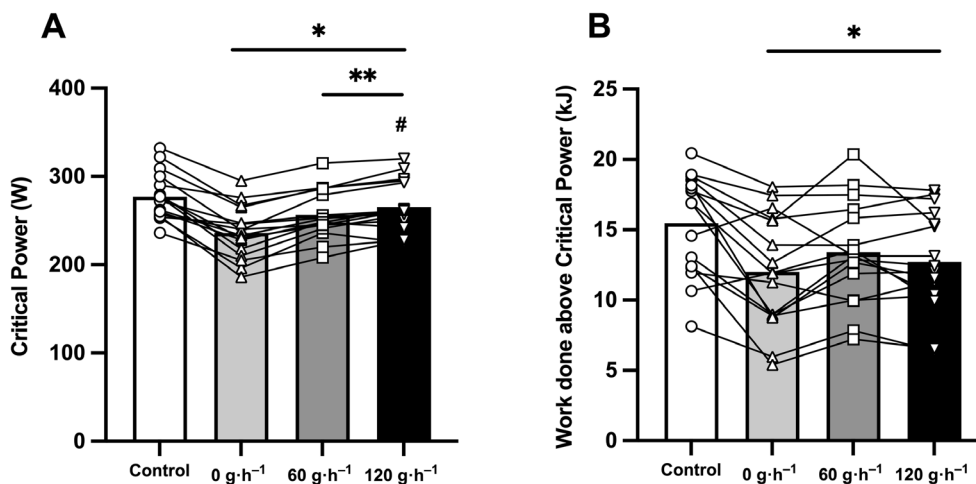 A
*
**
#
Critical Power (W)
400
300
200
100
0
Control
0 g·h⁻¹
60 g·h⁻¹
120 g·h⁻¹
B
*
Work done above Critical Power (kJ)
25
20
15
10
5
0
Control
0 g·h⁻¹
60 g·h⁻¹
120 g·h⁻¹